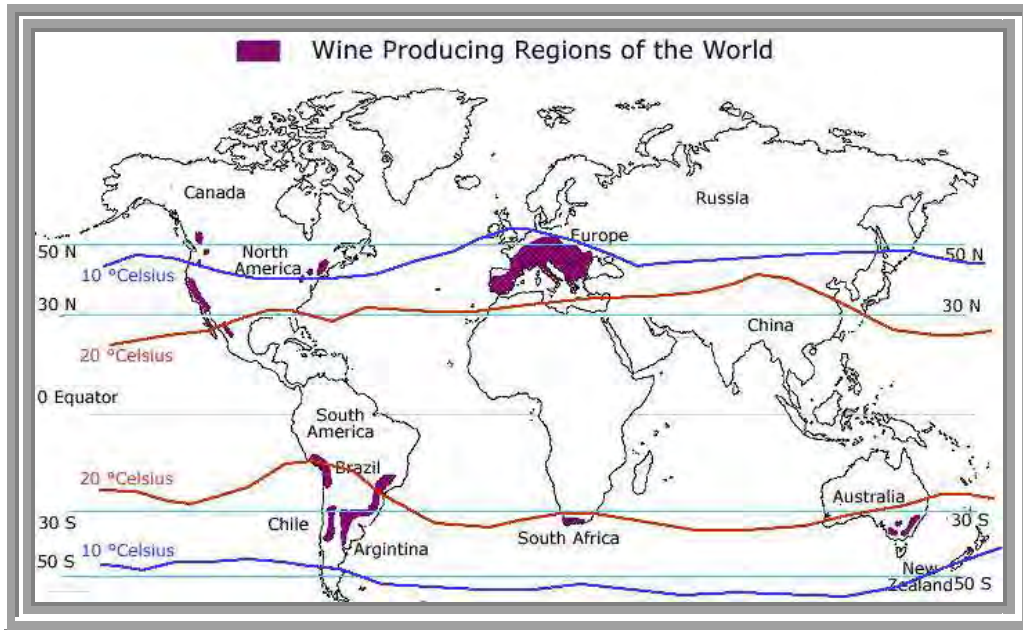 Wine Producing Regions of the World
Canada
Russia
Europe
50 N
North
America
50 N
10 °Celsius
30 N
30 N
China
20 °Celsius
0 Equator
South
America
Brazil
20 °Celsius
Australia
30 S
Chile
30 S
South Africa
10 °Celsius
Argintina
50 S
New
Zealand
50 S